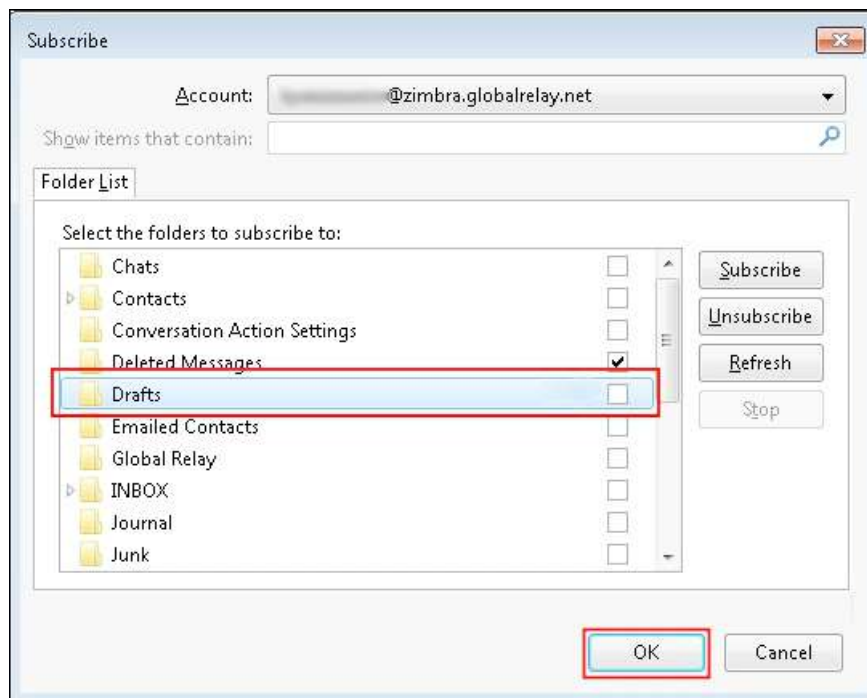 Subscribe
Account: @zimbra.globalrelay.net
Show items that contain:
Folder List
Select the folders to subscribe to:
Chats
Contacts
Conversation Action Settings
Deleted Messages
Drafts
Emailed Contacts
Global Relay
INBOX
Journal
Junk
Subscribe
Unsubscribe
Refresh
Stop
OK
Cancel